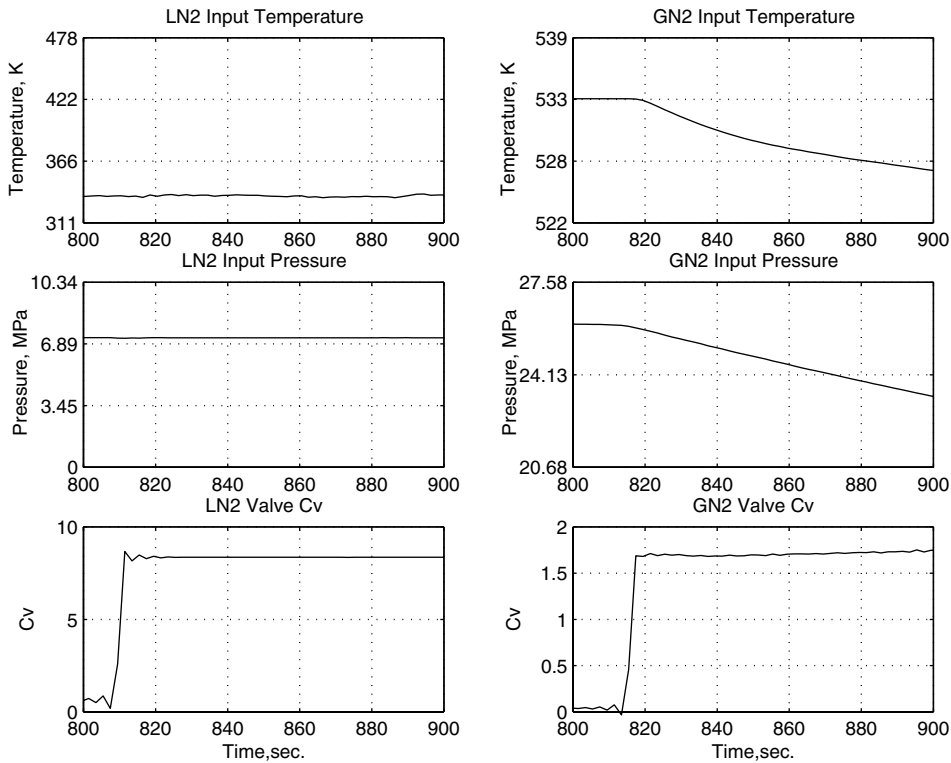 LN2 Input Temperature
Temperature, K
478
422
366
311
800 820 840 860 880 900
GN2 Input Temperature
Temperature, K
539
533
528
522
800 820 840 860 880 900
LN2 Input Pressure
Pressure, MPa
10.34
6.89
3.45
0
800 820 840 860 880 900
GN2 Input Pressure
Pressure, MPa
27.58
24.13
20.68
800 820 840 860 880 900
LN2 Valve Cv
Cv
10
5
0
800 820 840 860 880 900
Time,sec.
GN2 Valve Cv
Cv
2
1.5
1
0.5
0
800 820 840 860 880 900
Time,sec.